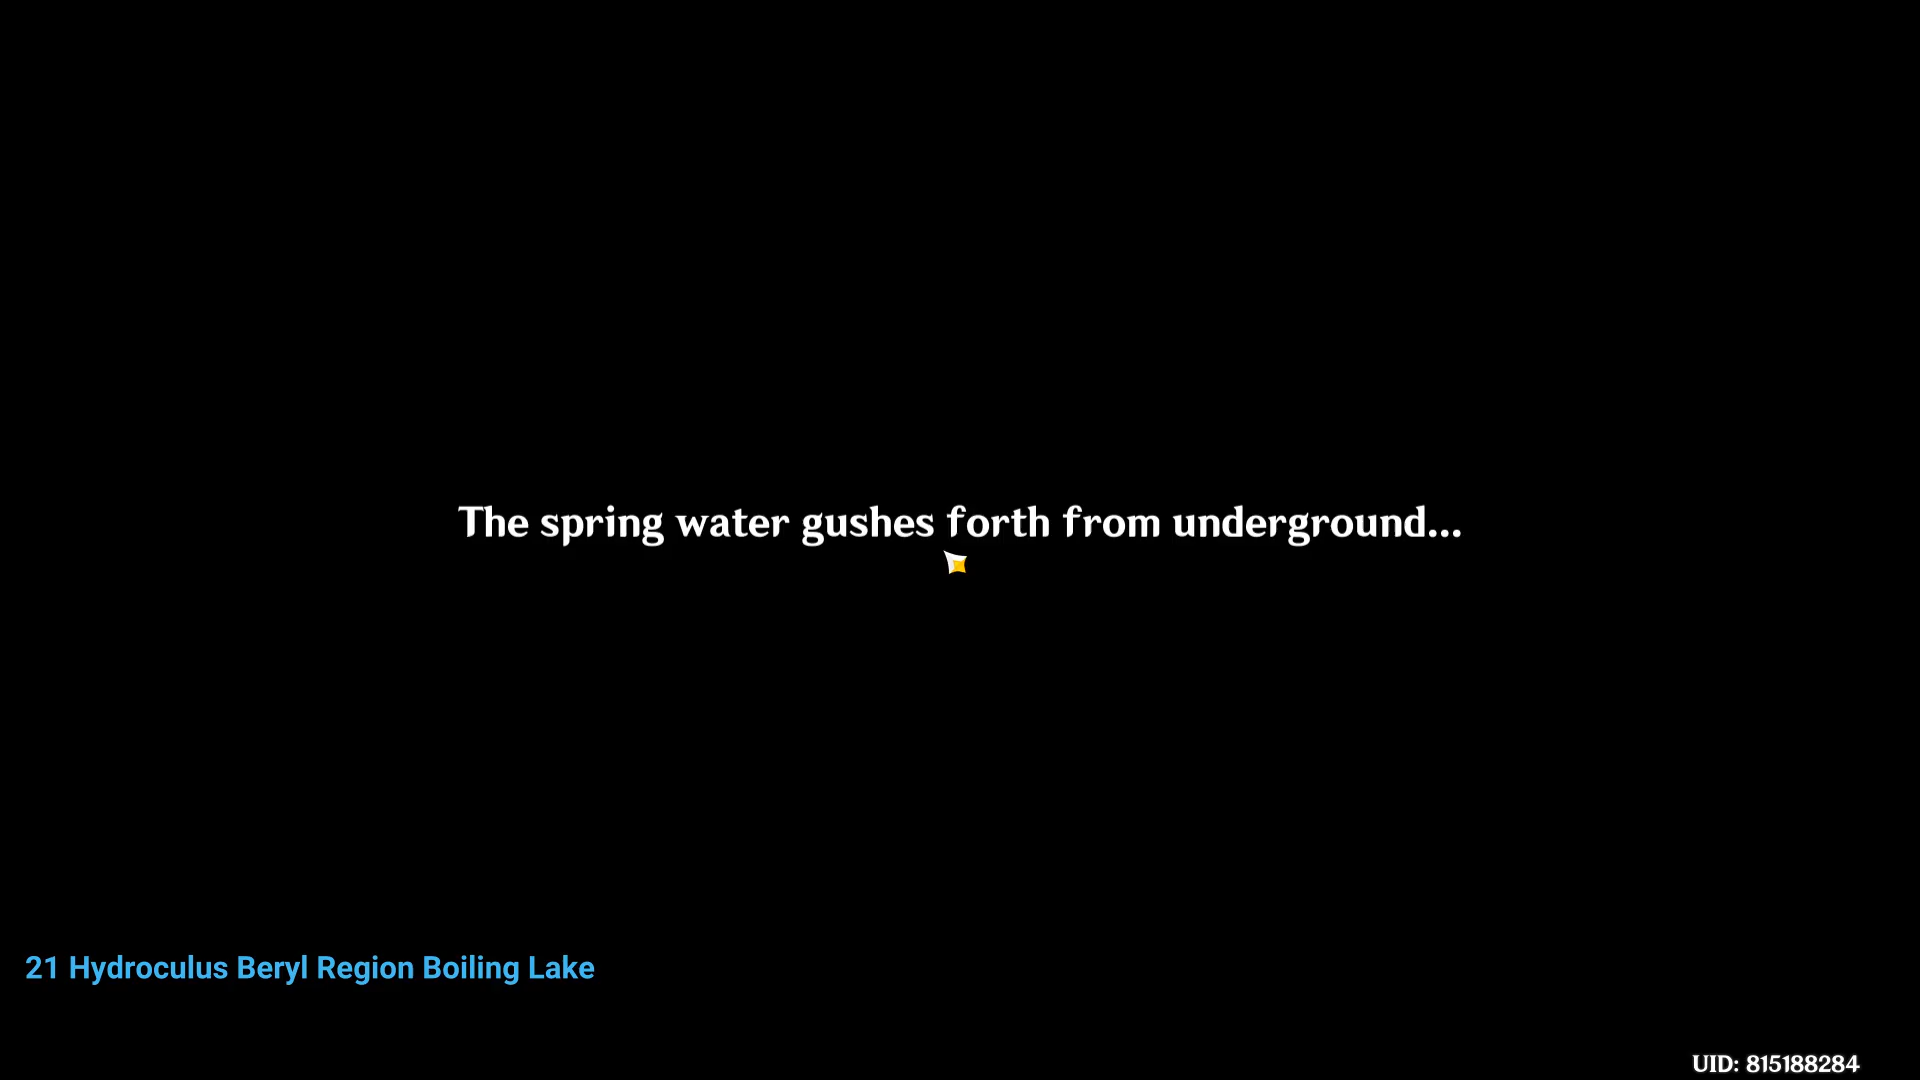 The spring water gushes forth from underground...
21 Hydroculus Beryl Region Boiling Lake
UID: 815188284